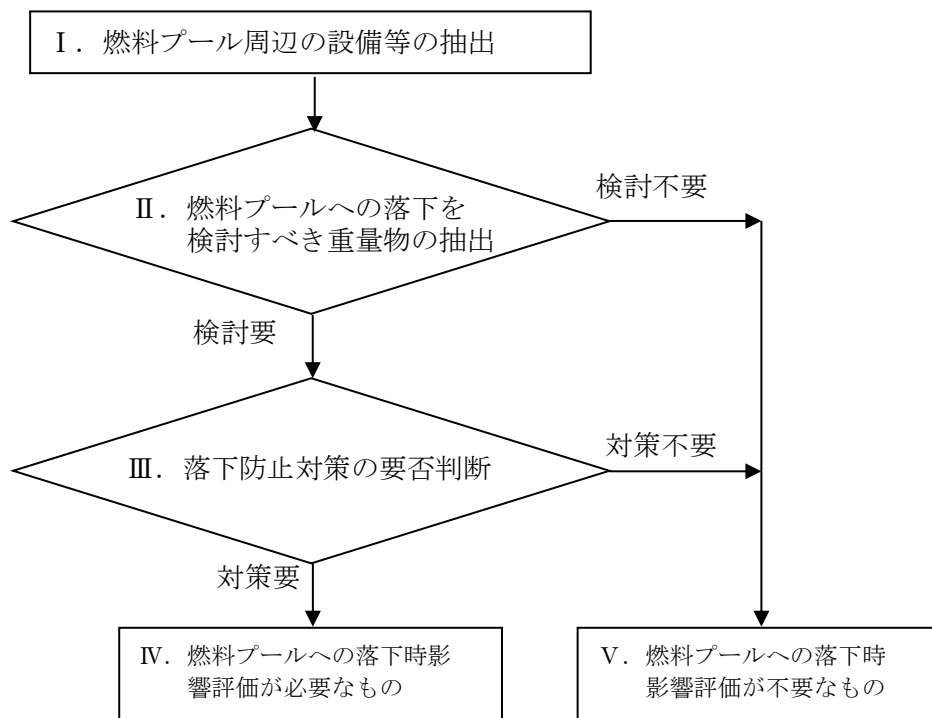 Ⅰ．燃料プール周辺の設備等の抽出
検討不要
Ⅱ．燃料プールへの落下を
検討すべき重量物の抽出
検討要
対策不要
Ⅲ．落下防止対策の要否判断
対策要
Ⅳ．燃料プールへの落下時影
響評価が必要なもの
Ⅴ．燃料プールへの落下時
影響評価が不要なもの